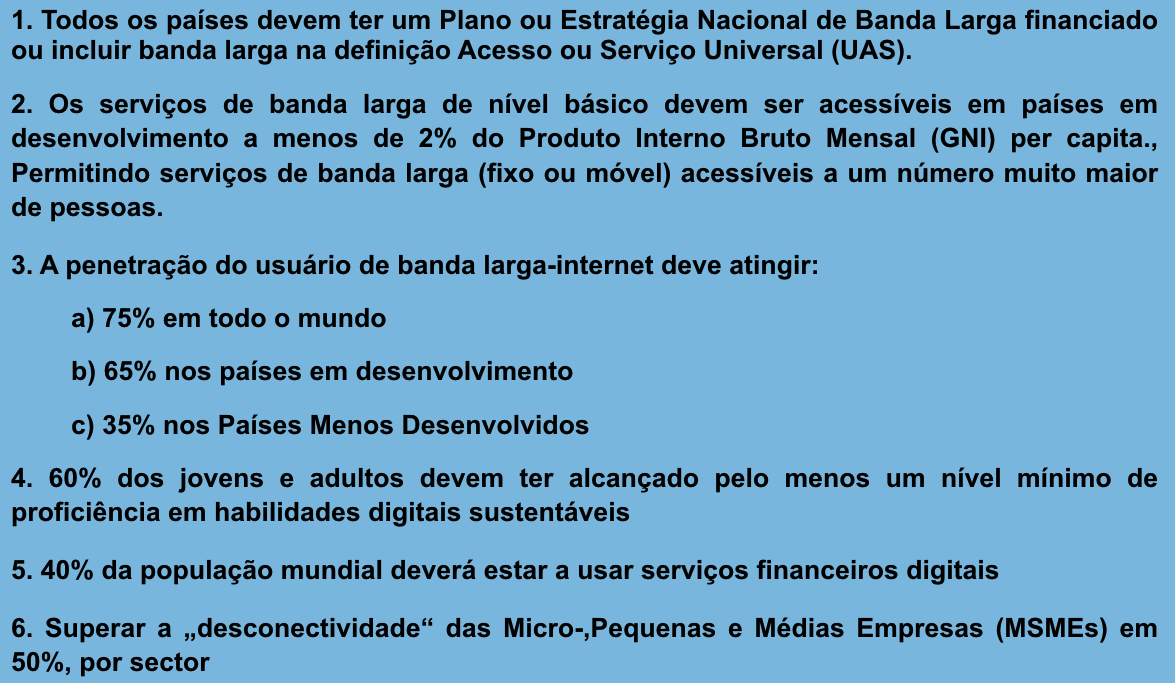 1. Todos os países devem ter um Plano ou Estratégia Nacional de Banda Larga financiado
ou incluir banda larga na definição Acesso ou Serviço Universal (UAS).
2. Os serviços de banda larga de nível básico devem ser acessíveis em países em
desenvolvimento a menos de 2% do Produto Interno Bruto Mensal (GNI) per capita.,
Permitindo serviços de banda larga (fixo ou móvel) acessíveis a um número muito maior
de pessoas.
3. A penetração do usuário de banda larga-internet deve atingir:
a) 75% em todo o mundo
b) 65% nos países em desenvolvimento
c) 35% nos Países Menos Desenvolvidos
4. 60% dos jovens e adultos devem ter alcançado pelo menos um nível mínimo de
proficiência em habilidades digitais sustentáveis
5. 40% da população mundial deverá estar a usar serviços financeiros digitais
6. Superar a „desconectividade“ das Micro-,Pequenas e Médias Empresas (MSMEs) em
50%, por sector